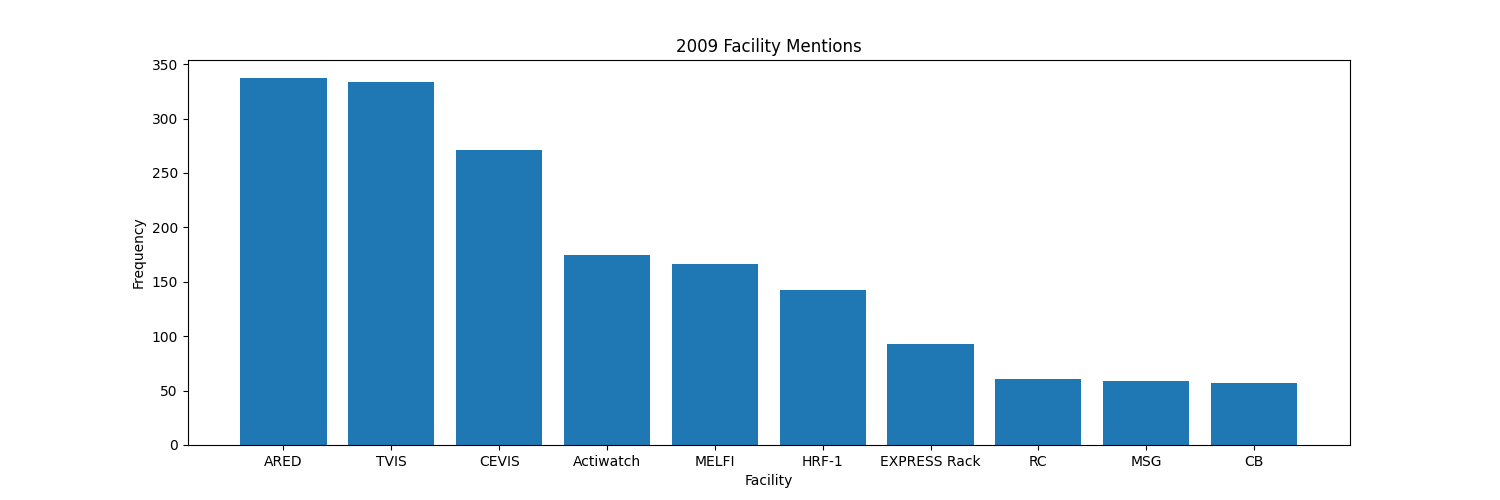 2009 Facility Mentions
350
300
250
200
150
100
50
0
Frequency
ARED TVIS CEVIS Actiwatch MELFI HRF-1 EXPRESS Rack RC MSG CB
Facility